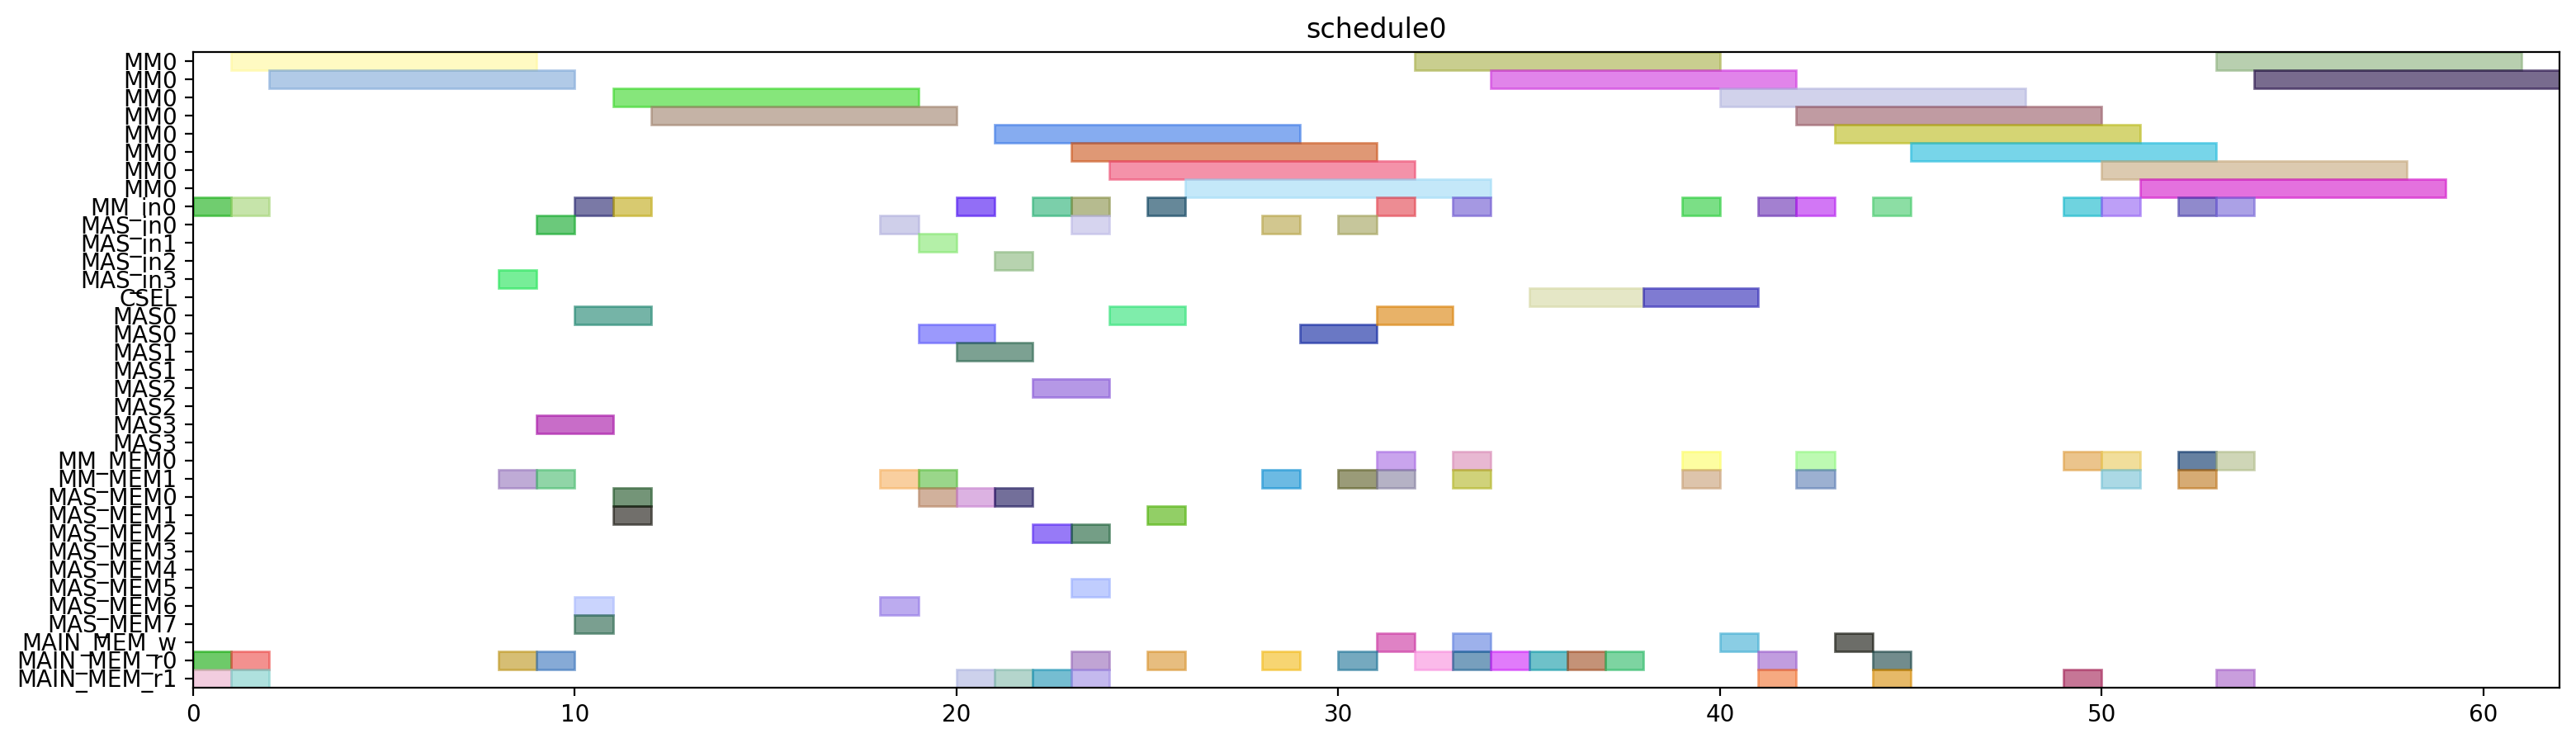 schedule0
MM0
MM0
MM0
MM0
MM0
MM0
MM0
MM0
MM_in0
MAS_in0
MAS_in1
MAS_in2
MAS_in3
CSEL
MAS0
MAS0
MAS1
MAS1
MAS2
MAS2
MAS3
MAS3
MM_MEM0
MM_MEM1
MAS_MEM0
MAS_MEM1
MAS_MEM2
MAS_MEM3
MAS_MEM4
MAS_MEM5
MAS_MEM6
MAS_MEM7
MAIN_MEM_w
MAIN_MEM_r0
MAIN_MEM_r1
0 10 20 30 40 50 60